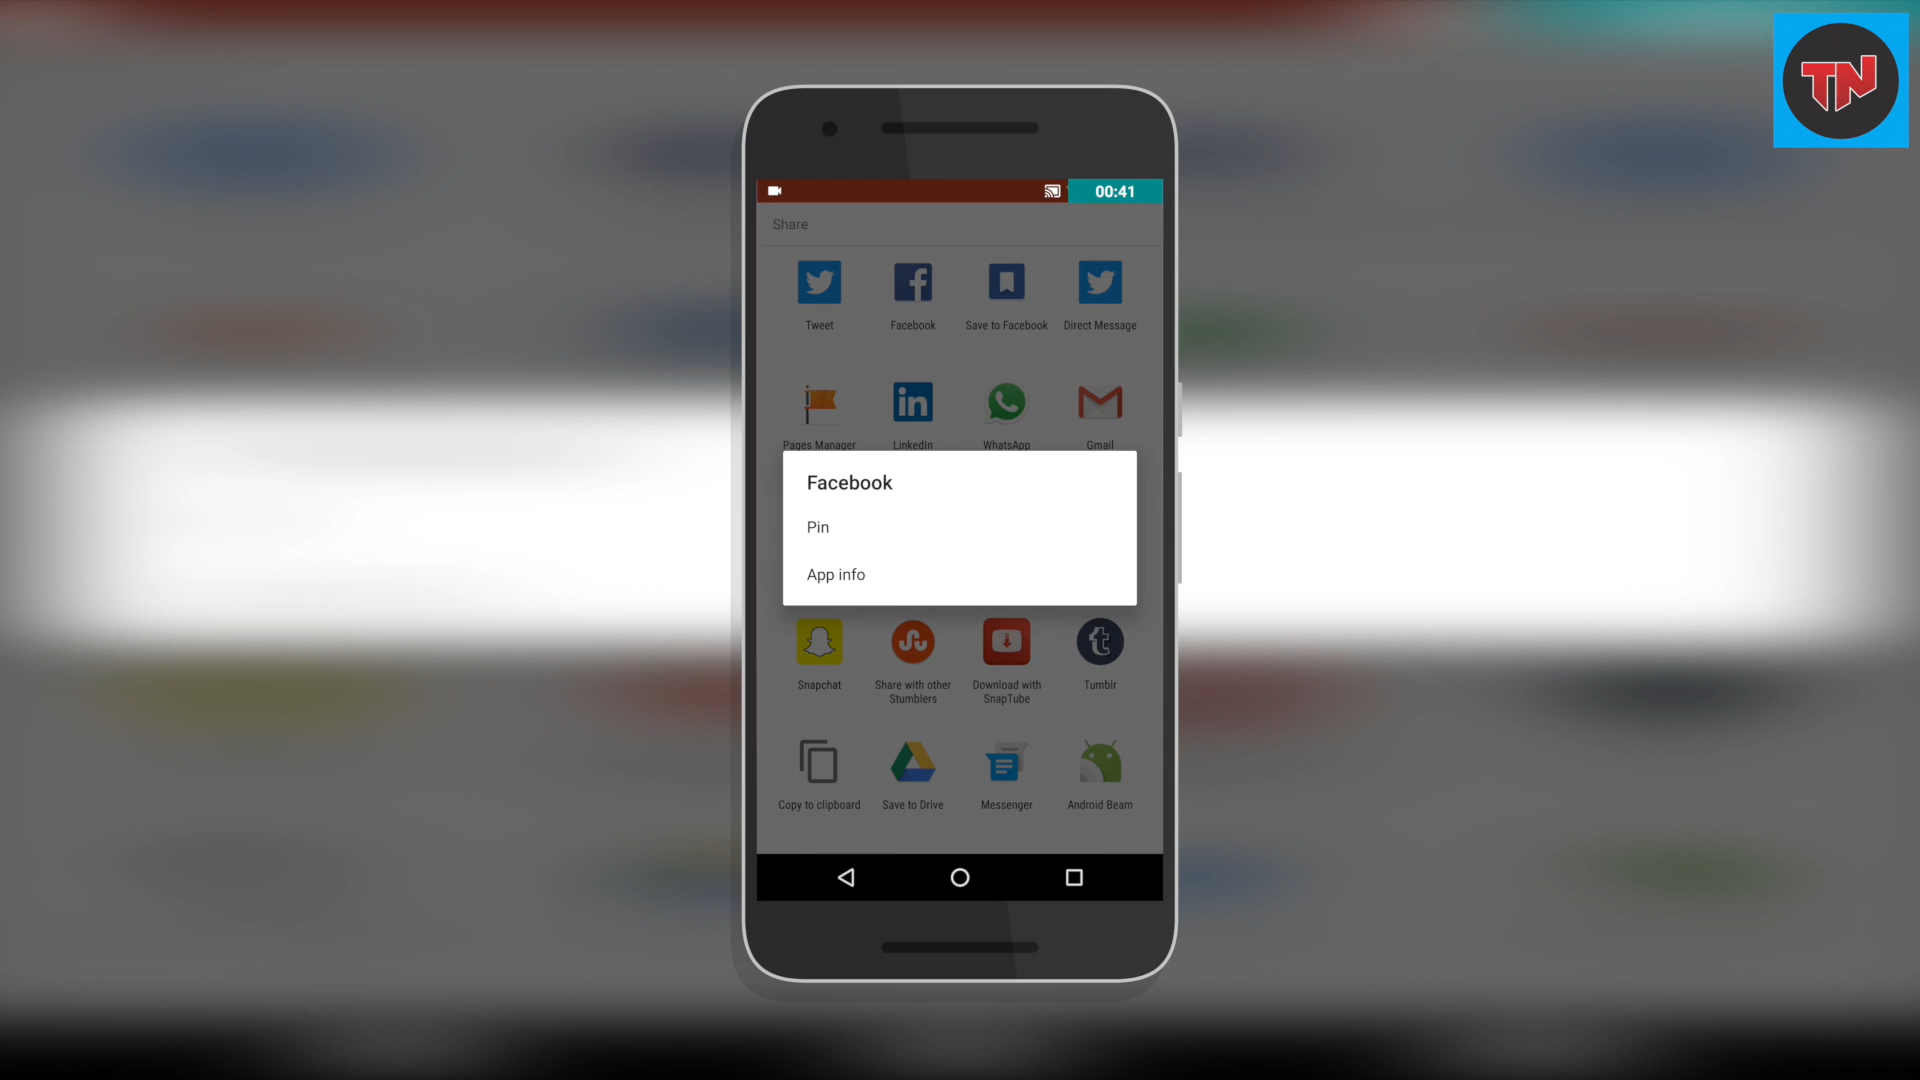 TN
00:41
Share
Tweet
Facebook
Save to Facebook
Direct Message
Pages Manager
LinkedIn
WhatsApp
Gmail
Facebook
Pin
App info
Snapchat
Share with other
Stumblers
Download with
SnapTube
Tumblr
Copy to clipboard
Save to Drive
Messenger
Android Beam